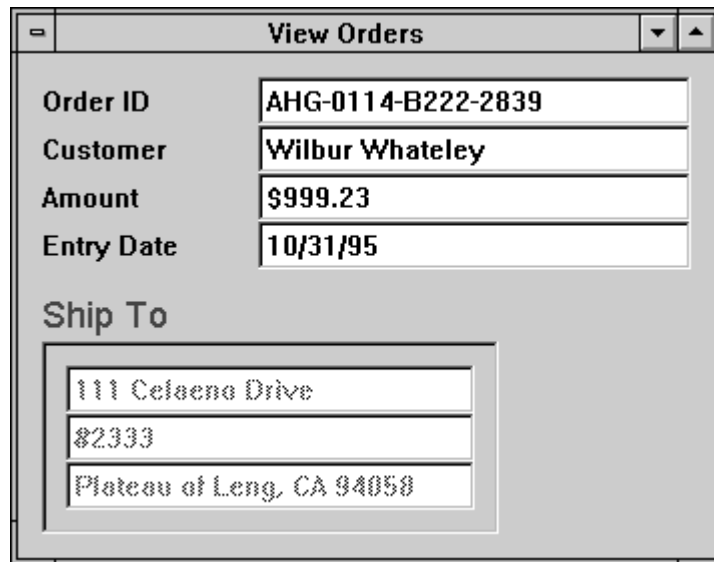 View Orders
Order ID AHG-0114-B222-2839
Customer Wilbur Whateley
Amount $999.23
Entry Date 10/31/95
Ship To
111 Celaeno Drive
#2333
Plateau of Leng, CA 94058